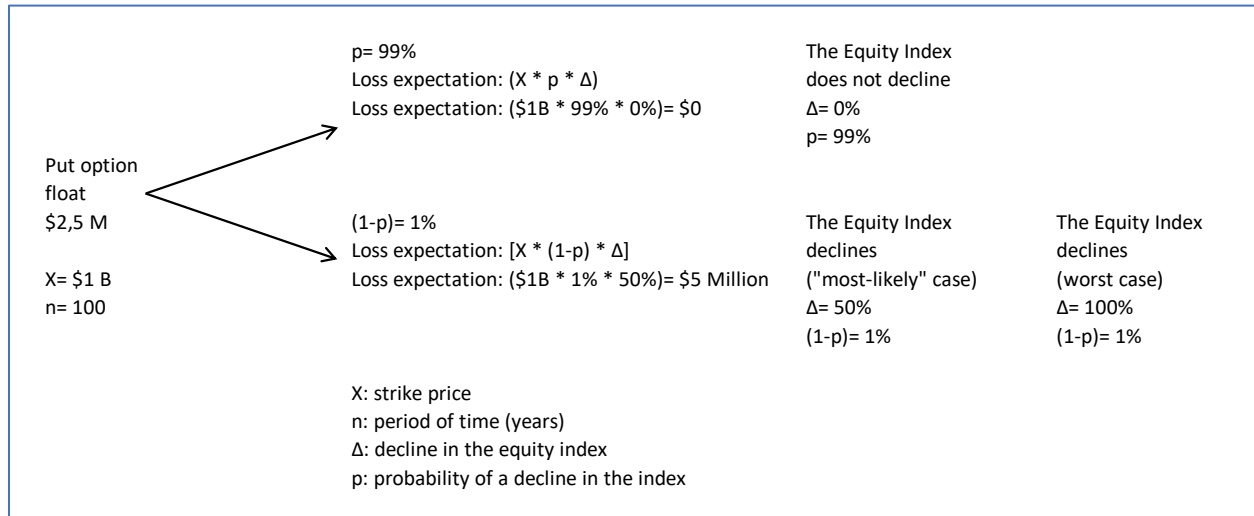 p= 99%
Loss expectation: (X * p * Δ)
Loss expectation: ($1B * 99% * 0%)= $0
The Equity Index
does not decline
Δ= 0%
p= 99%
Put option
float
$2,5 M
X= $1 B
n= 100
(1-p)= 1%
Loss expectation: [X * (1-p) * Δ]
Loss expectation: ($1B * 1% * 50%)= $5 Million
The Equity Index
declines
("most-likely" case)
Δ= 50%
(1-p)= 1%
The Equity Index
declines
(worst case)
Δ= 100%
(1-p)= 1%
X: strike price
n: period of time (years)
Δ: decline in the equity index
p: probability of a decline in the index